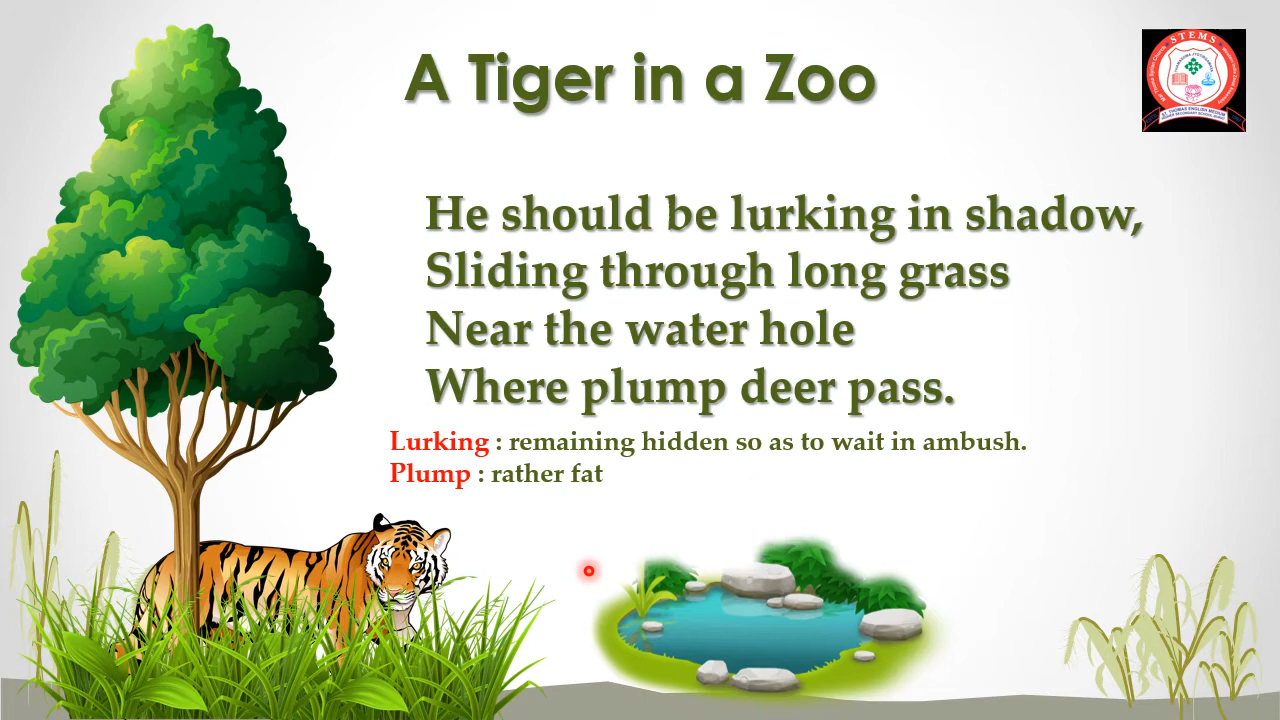 A Tiger in a Zoo
STEMS
He should be lurking in shadow,
Sliding through long grass
Near the water hole
Where plump deer pass.
Lurking : remaining hidden so as to wait in ambush.
Plump : rather fat